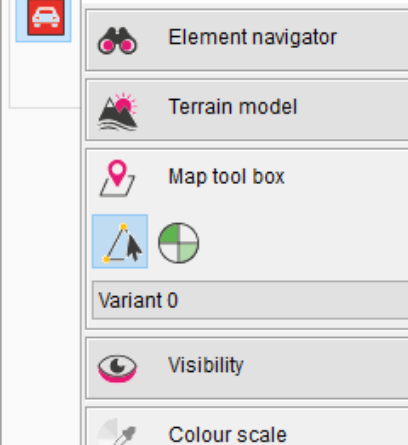 Element navigator
Terrain model
Map tool box
Variant 0
Visibility
Colour scale